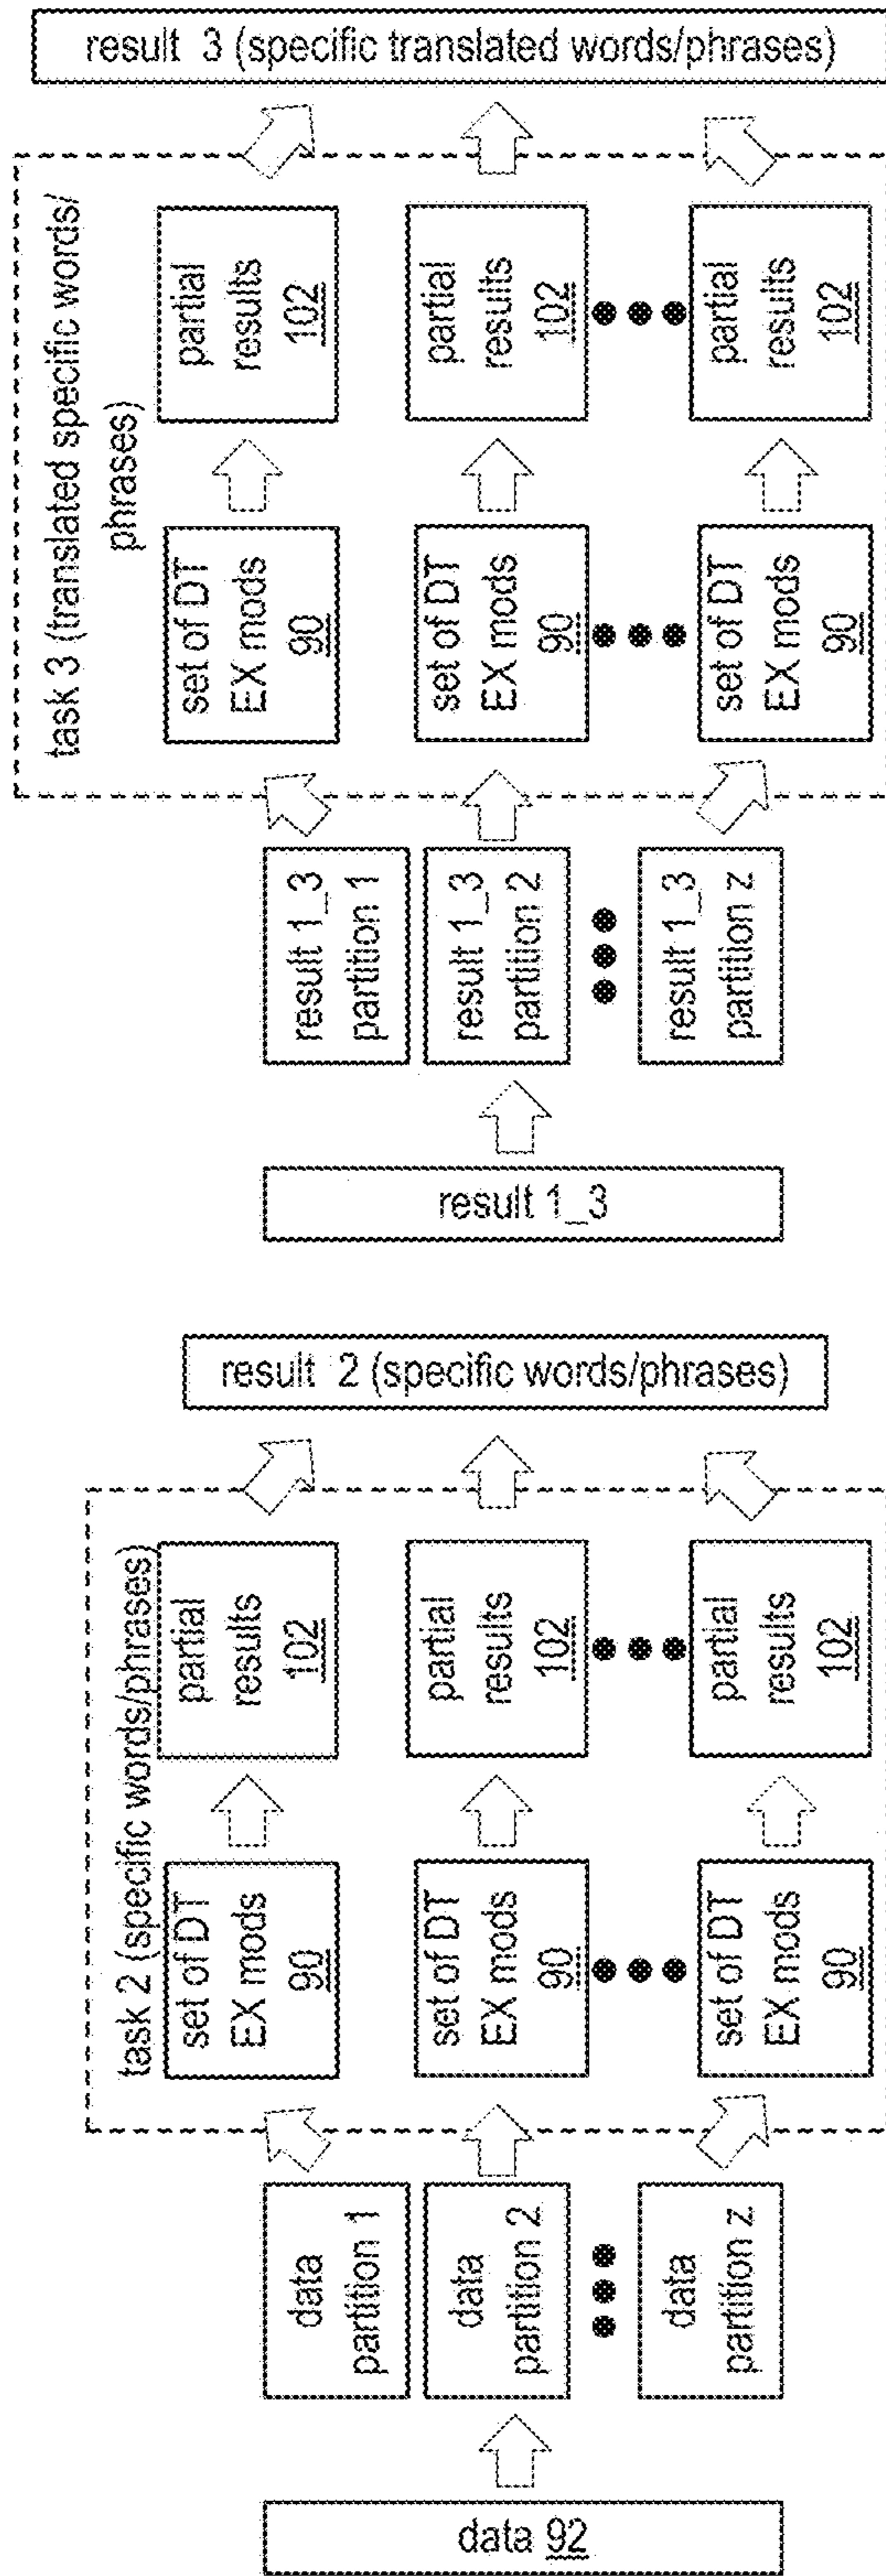 data 92
data
partition 1
data
partition 2
data
partition z
task 2 (specific words/phrases)
set of DT
EX mods
90
partial
results
102
set of DT
EX mods
90
partial
results
102
set of DT
EX mods
90
partial
results
102
result 2 (specific words/phrases)
result 1_3
result 1_3
partition 1
result 1_3
partition 2
result 1_3
partition z
task 3 (translated specific words/
phrases)
set of DT
EX mods
90
partial
results
102
set of DT
EX mods
90
partial
results
102
set of DT
EX mods
90
partial
results
102
result 3 (specific translated words/phrases)